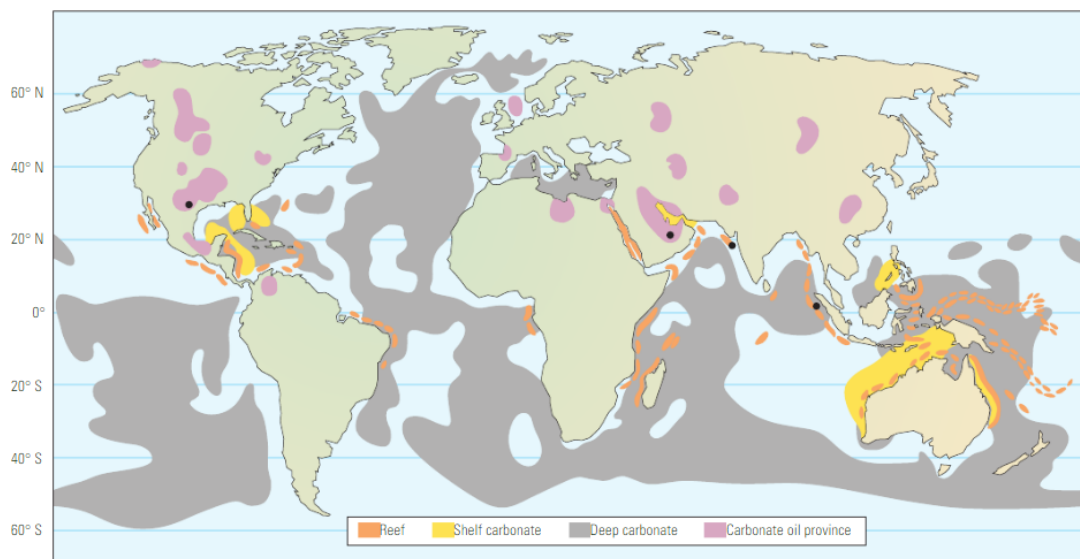 60° N
40° N
20° N
0°
20° S
40° S
60° S
Reef Shelf carbonate Deep carbonate Carbonate oil province